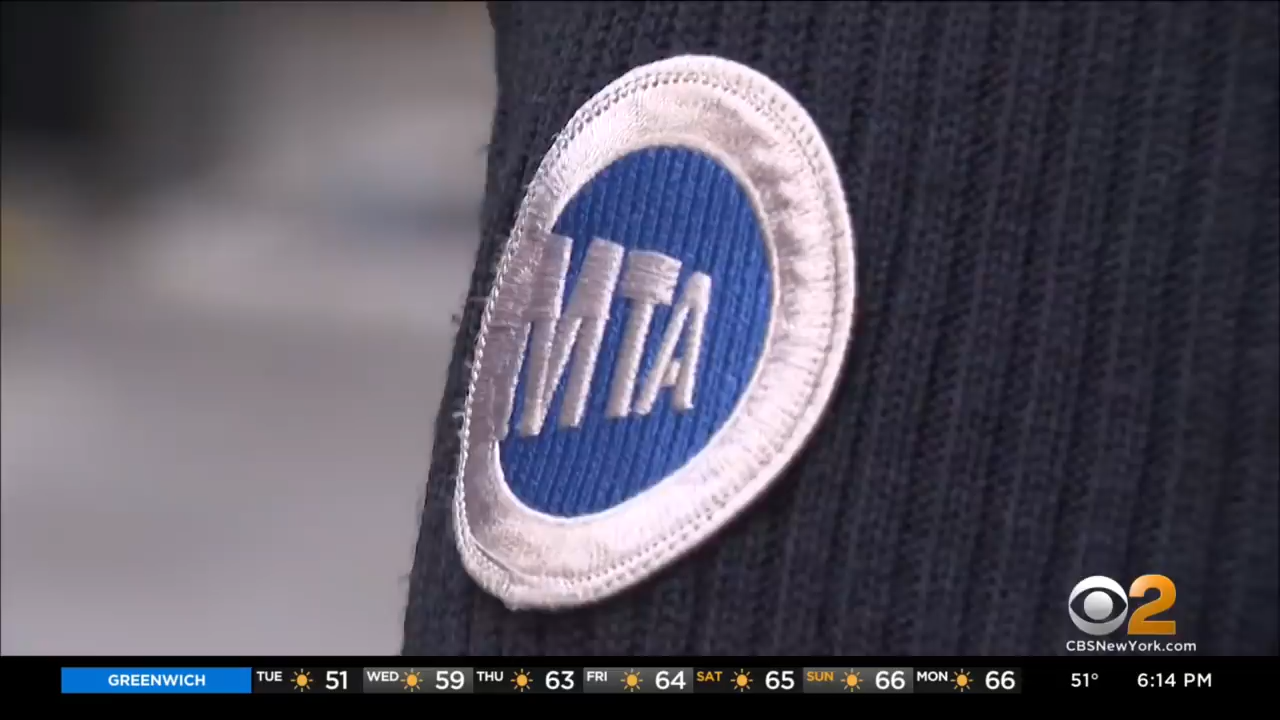 MTA
2
CBSNewYork.com
GREENWICH TUE 51 WED 59 THU 63 FRI 64 SAT 65 SUN 66 MON 66 51° 6:14 PM